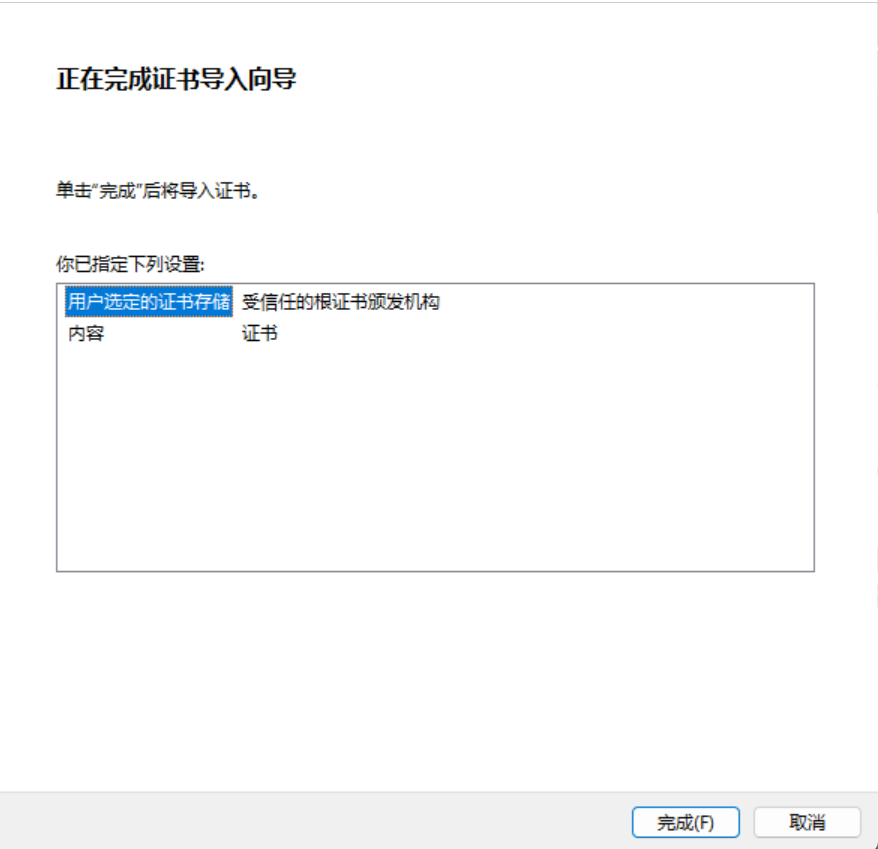 正在完成证书导入向导
单击“完成”后将导入证书。
你已指定下列设置:
用户选定的证书存储 受信任的根证书颁发机构
内容 证书
完成(F) 取消